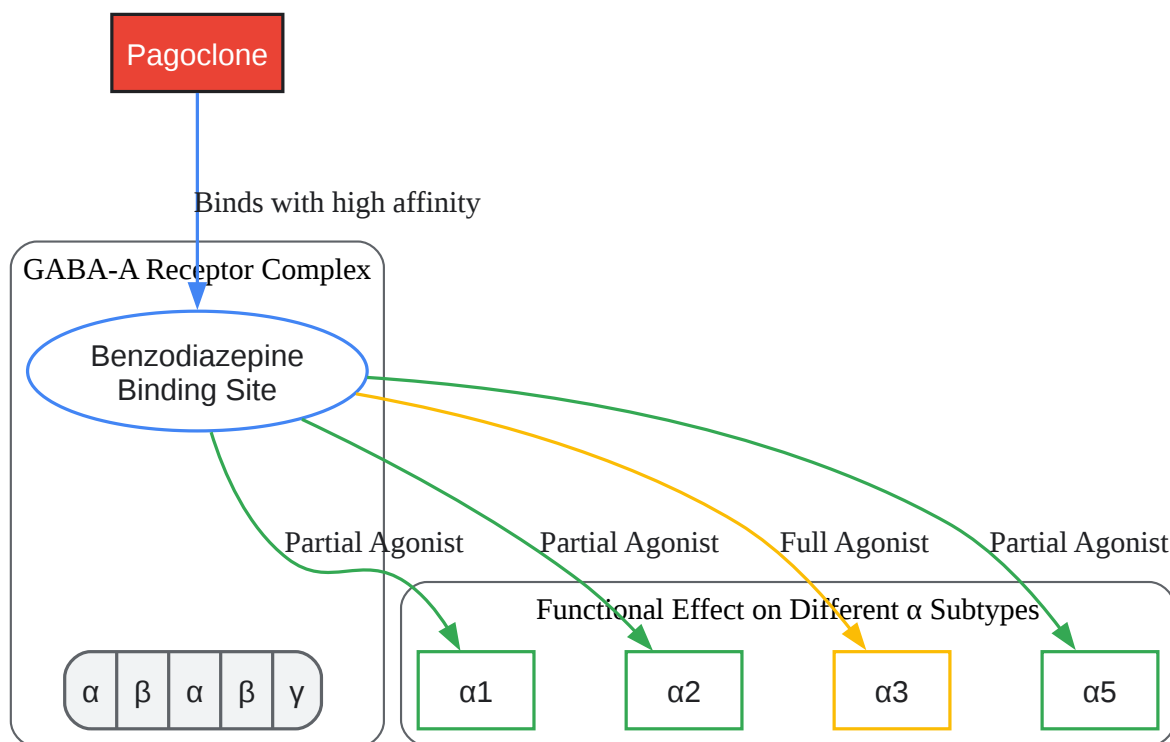 Pagoclone
Binds with high affinity
GABA-A Receptor Complex
Benzodiazepine
Binding Site
Partial Agonist
Partial Agonist
Full Agonist
Partial Agonist
Functional Effect on Different α Subtypes
α β α β γ
α1
α2
α3
α5